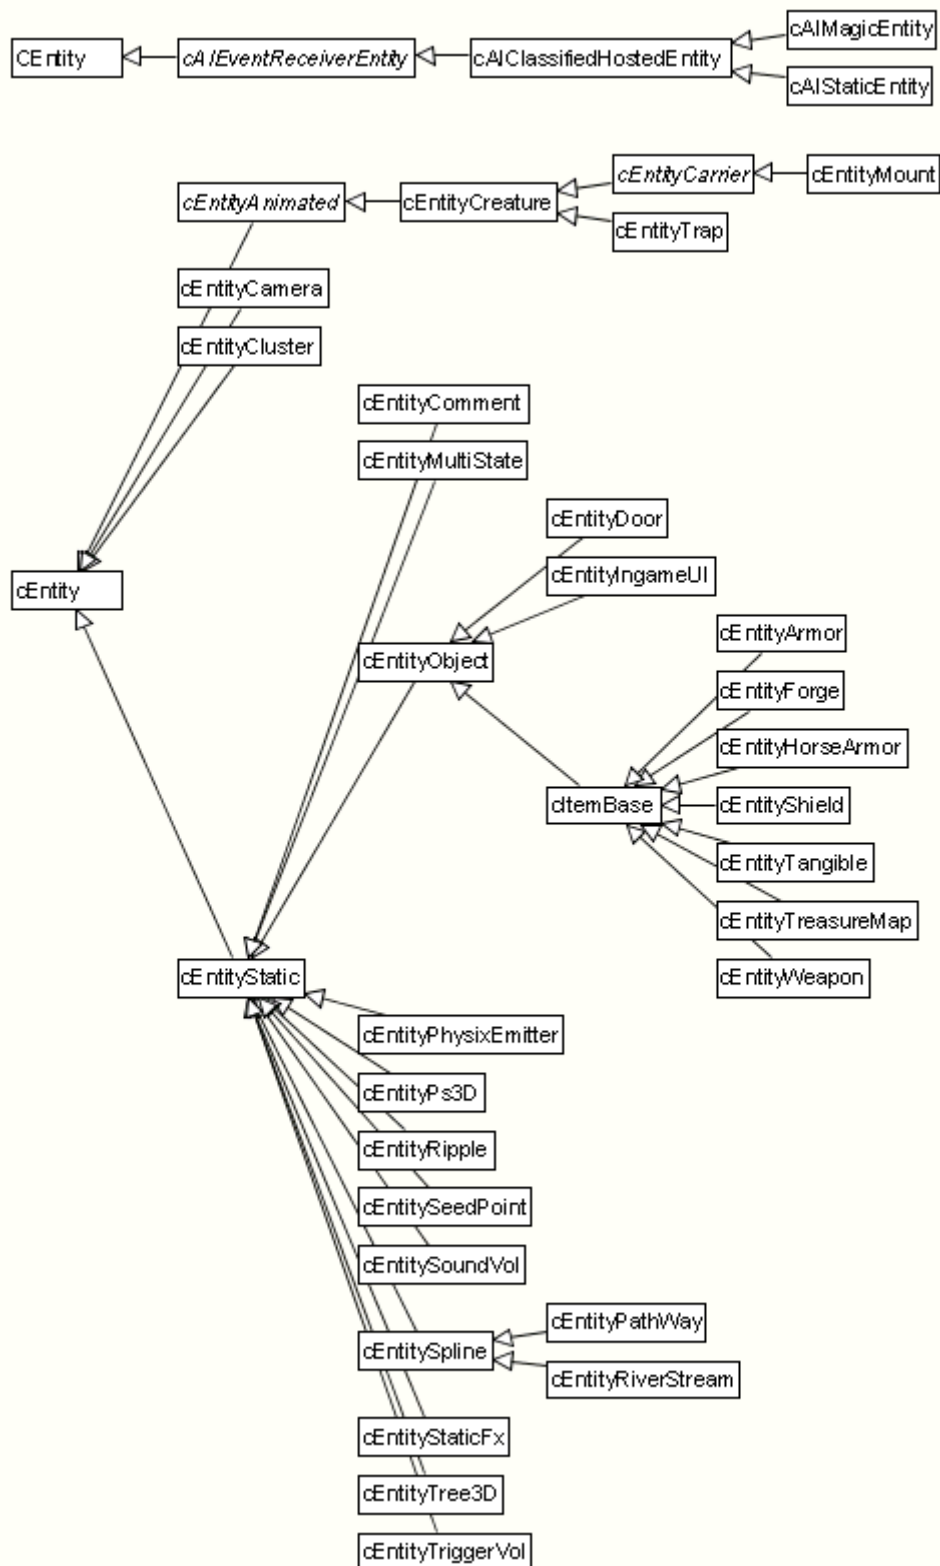 cAIMagicEntity
CEntity
cAIEventReceiverEntity
cAIClassifiedHostedEntity
cAIStaticEntity
cEntityCarrier
cEntityMount
cEntityAnimated
cEntityCreature
cEntityTrap
cEntityCamera
cEntityCluster
cEntityComment
cEntityMultiState
cEntityDoor
cEntityIngameUI
cEntity
cEntityArmor
cEntityObject
cEntityForge
cEntityHorseArmor
cItemBase
cEntityShield
cEntityTangible
cEntityTreasureMap
cEntityWeapon
cEntityStatic
cEntityPhysixEmitter
cEntityPs3D
cEntityRipple
cEntitySeedPoint
cEntitySoundVol
cEntityPathWay
cEntitySpline
cEntityRiverStream
cEntityStaticFx
cEntityTree3D
cEntityTriggerVol